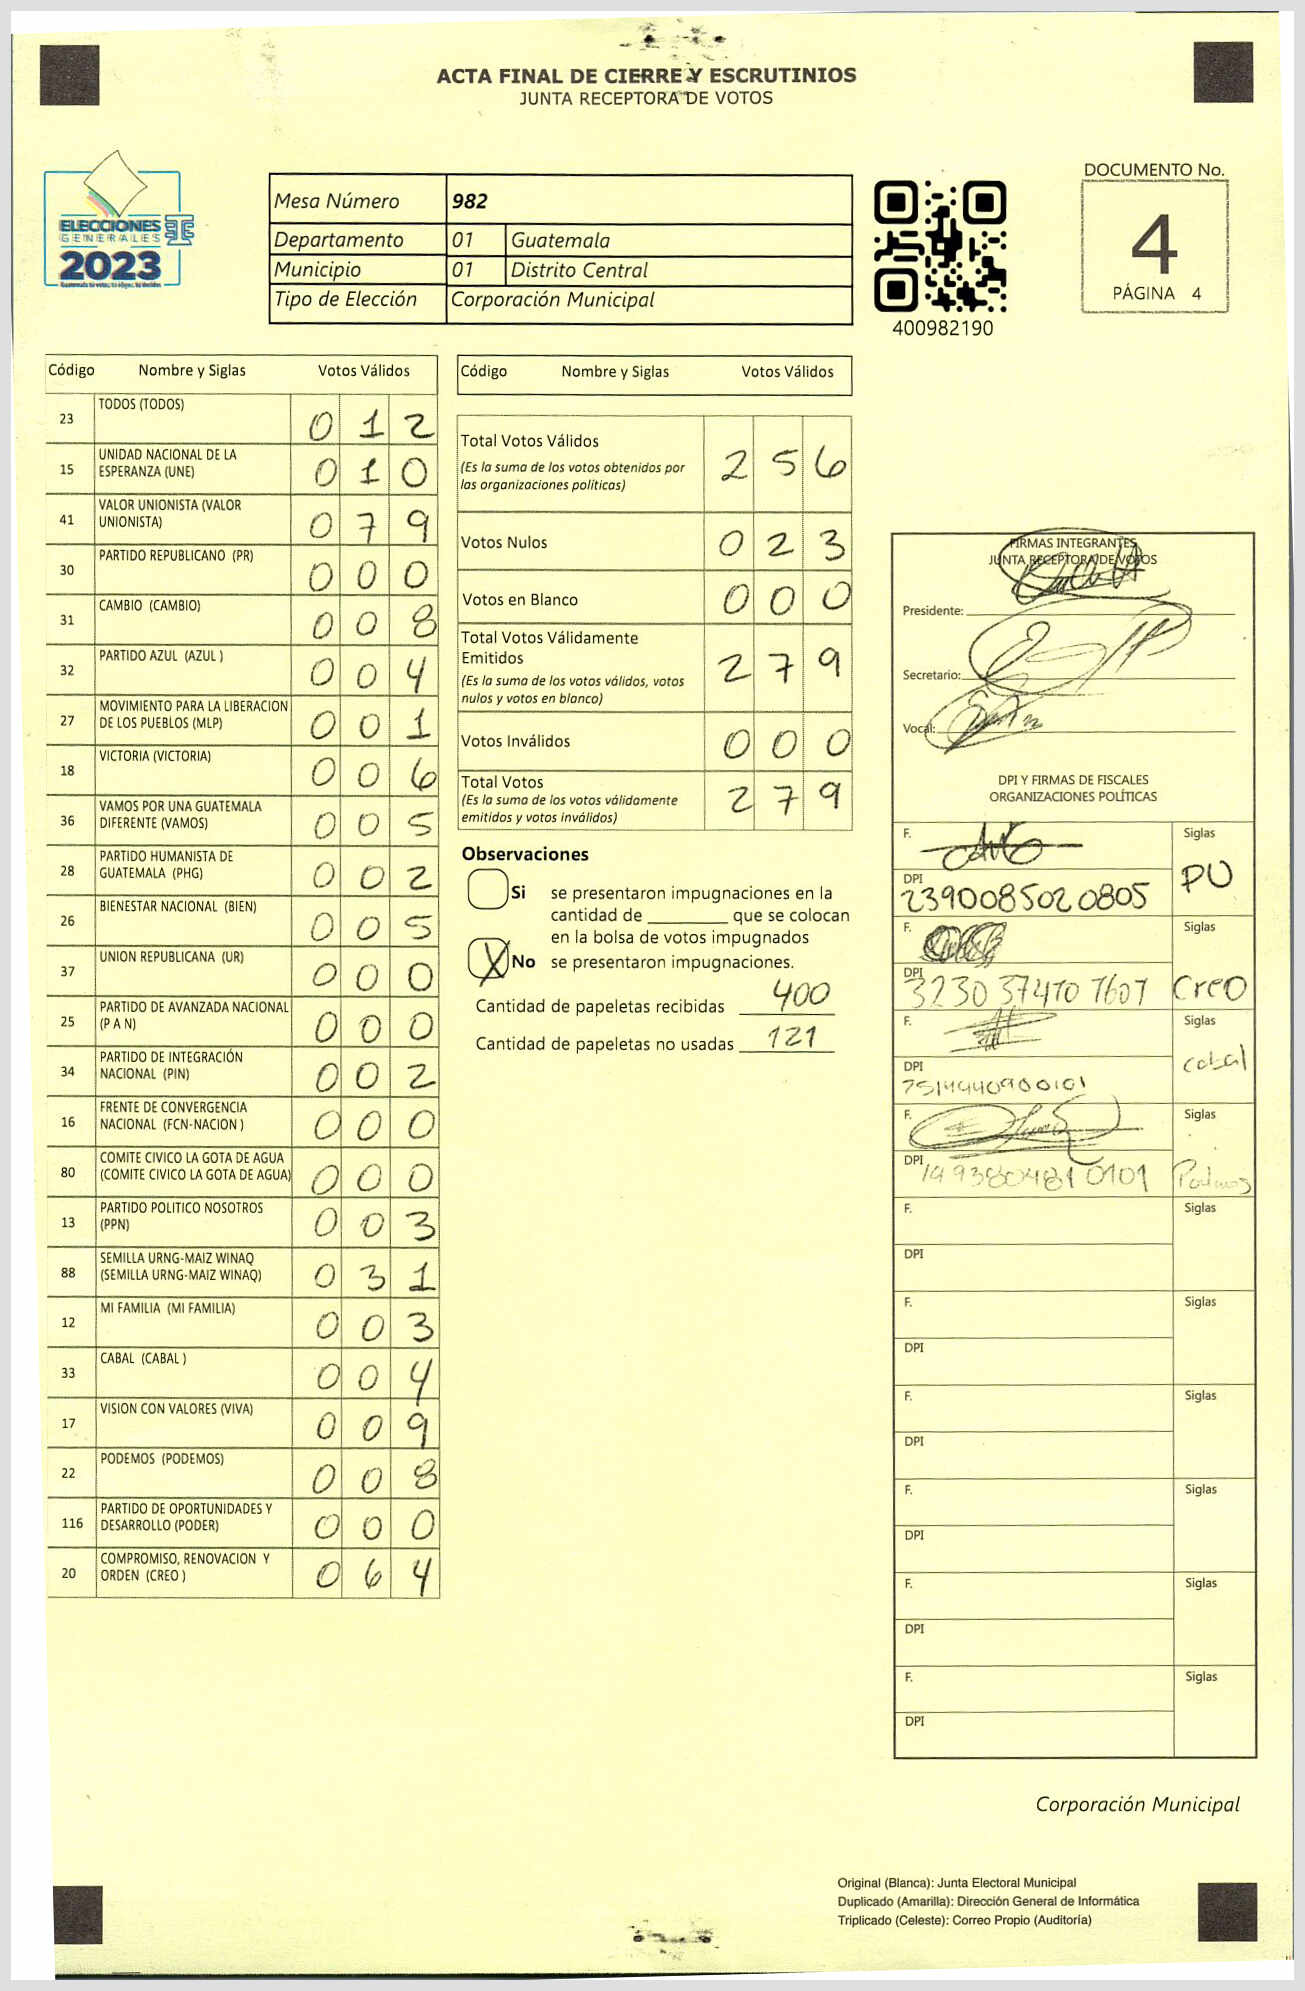 ACTA FINAL DE CIERRE Y ESCRUTINIOS
JUNTA RECEPTORA DE VOTOS
ELECCIONES
GENERALES
2023
Mesa Número 982
Departamento 01 Guatemala
Municipio 01 Distrito Central
Tipo de Elección Corporación Municipal
400982190
DOCUMENTO No.
4
PÁGINA 4
Código Nombre y Siglas Votos Válidos
23 TODOS (TODOS) 0 1 2
15 UNIDAD NACIONAL DE LA
ESPERANZA (UNE) 0 1 0
41 VALOR UNIONISTA (VALOR
UNIONISTA) 0 7 9
30 PARTIDO REPUBLICANO (PR) 0 0 0
31 CAMBIO (CAMBIO) 0 0 8
32 PARTIDO AZUL (AZUL ) 0 0 4
27 MOVIMIENTO PARA LA LIBERACION
DE LOS PUEBLOS (MLP) 0 0 1
18 VICTORIA (VICTORIA) 0 0 6
36 VAMOS POR UNA GUATEMALA
DIFERENTE (VAMOS) 0 0 5
28 PARTIDO HUMANISTA DE
GUATEMALA (PHG) 0 0 2
26 BIENESTAR NACIONAL (BIEN) 0 0 5
37 UNION REPUBLICANA (UR) 0 0 0
25 PARTIDO DE AVANZADA NACIONAL
(P A N) 0 0 0
34 PARTIDO DE INTEGRACIÓN
NACIONAL (PIN) 0 0 2
16 FRENTE DE CONVERGENCIA
NACIONAL (FCN-NACION ) 0 0 0
80 COMITE CIVICO LA GOTA DE AGUA
(COMITE CIVICO LA GOTA DE AGUA) 0 0 0
13 PARTIDO POLITICO NOSOTROS
(PPN) 0 0 3
88 SEMILLA URNG-MAIZ WINAQ
(SEMILLA URNG-MAIZ WINAQ) 0 3 1
12 MI FAMILIA (MI FAMILIA) 0 0 3
33 CABAL (CABAL ) 0 0 4
17 VISION CON VALORES (VIVA) 0 0 9
22 PODEMOS (PODEMOS) 0 0 8
116 PARTIDO DE OPORTUNIDADES Y
DESARROLLO (PODER) 0 0 0
20 COMPROMISO, RENOVACION Y
ORDEN (CREO ) 0 6 4
Código Nombre y Siglas Votos Válidos
Total Votos Válidos 2 5 6
(Es la suma de los votos obtenidos por
las organizaciones políticas)
Votos Nulos 0 2 3
Votos en Blanco 0 0 0
Total Votos Válidamente
Emitidos 2 7 9
(Es la suma de los votos válidos, votos
nulos y votos en blanco)
Votos Inválidos 0 0 0
Total Votos 2 7 9
(Es la suma de los votos válidamente
emitidos y votos inválidos)
Observaciones
Si se presentaron impugnaciones en la
cantidad de ________ que se colocan
en la bolsa de votos impugnados
X No se presentaron impugnaciones.
Cantidad de papeletas recibidas 400
Cantidad de papeletas no usadas 121
FIRMAS INTEGRANTES
JUNTA RECEPTORA DE VOTOS
Presidente:
Secretario:
Vocal:
DPI Y FIRMAS DE FISCALES
ORGANIZACIONES POLÍTICAS
F. Siglas
DPI PU
2390085020805
F. Siglas
DPI
3230 37470 7607 Creo
F. Siglas
DPI cabal
7514440900101
F. Siglas
DPI
1493804810101 Podemos
F. Siglas
DPI
F. Siglas
DPI
F. Siglas
DPI
F. Siglas
DPI
F. Siglas
DPI
F. Siglas
DPI
Corporación Municipal
Original (Blanca): Junta Electoral Municipal
Duplicado (Amarilla): Dirección General de Informática
Triplicado (Celeste): Correo Propio (Auditoría)